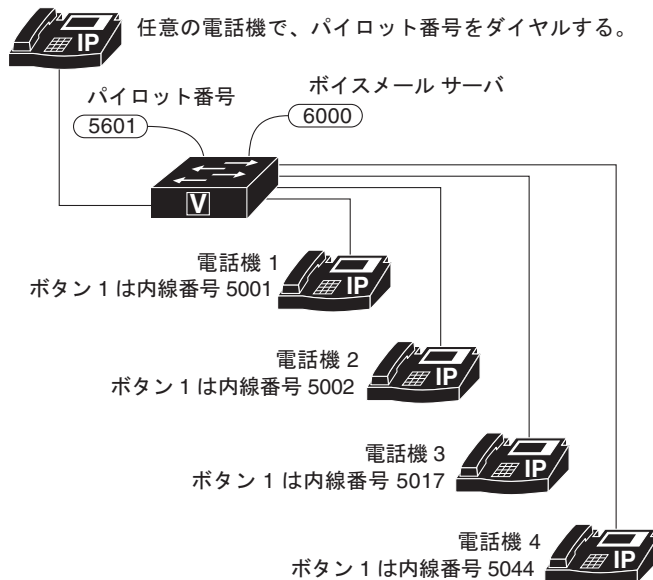 IP
任意の電話機で、パイロット番号をダイヤルする。
パイロット番号
5601
ボイスメール サーバ
6000
V
電話機 1
ボタン 1 は内線番号 5001
IP
電話機 2
ボタン 1 は内線番号 5002
IP
電話機 3
ボタン 1 は内線番号 5017
IP
電話機 4
ボタン 1 は内線番号 5044
IP